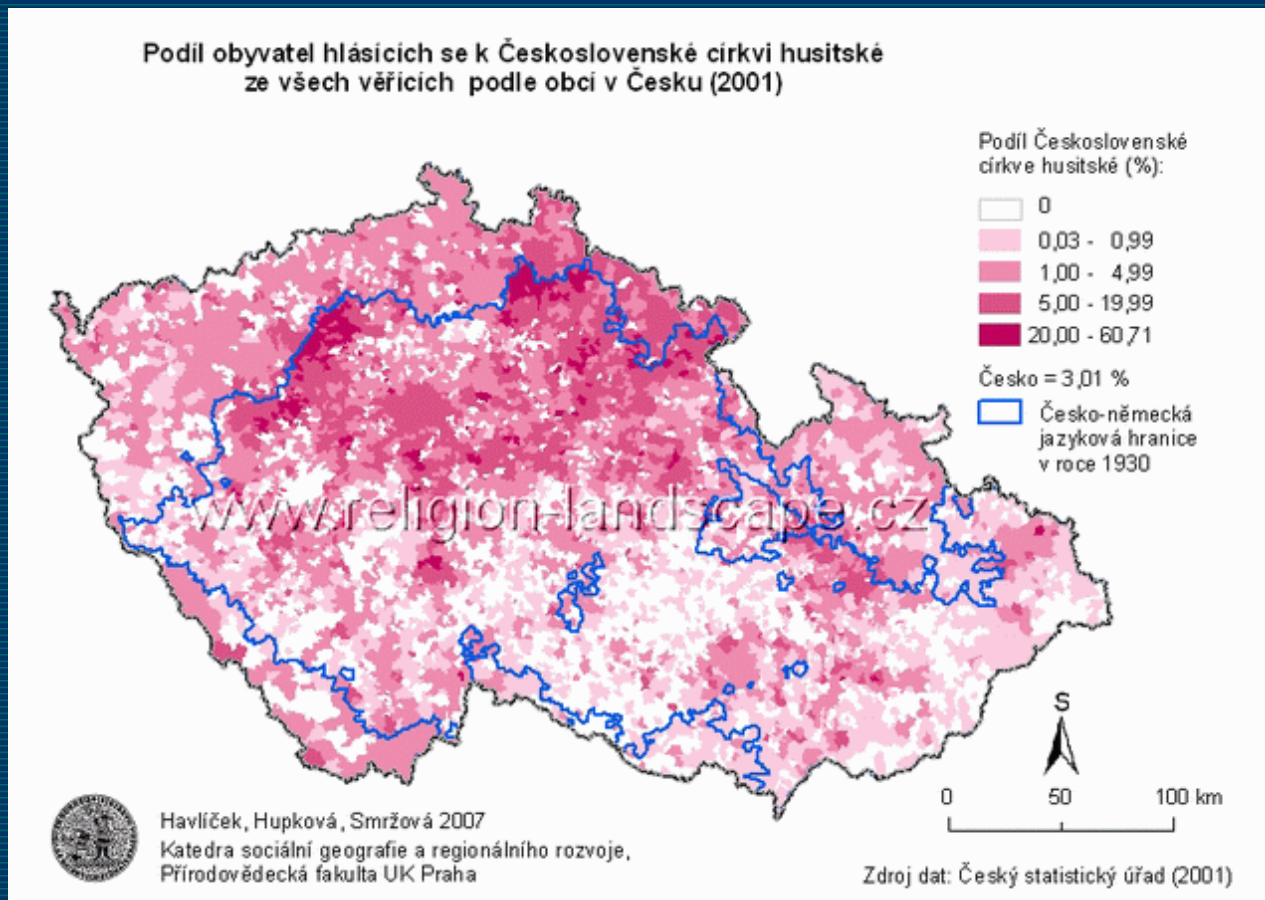 Podíl obyvatel hlásících se k Československé církvi husitské
ze všech věřících podle obcí v Česku (2001)
Podíl Československé
církve husitské (%):
0
0,03 - 0,99
1,00 - 4,99
5,00 - 19,99
20,00 - 60,71
Česko = 3,01 %
Česko-německá
jazyková hranice
v roce 1930
www.religion-landscape.cz
S
0 50 100 km
Havlíček, Hupková, Smržová 2007
Katedra sociální geografie a regionálního rozvoje,
Přírodovědecká fakulta UK Praha
Zdroj dat: Český statistický úřad (2001)